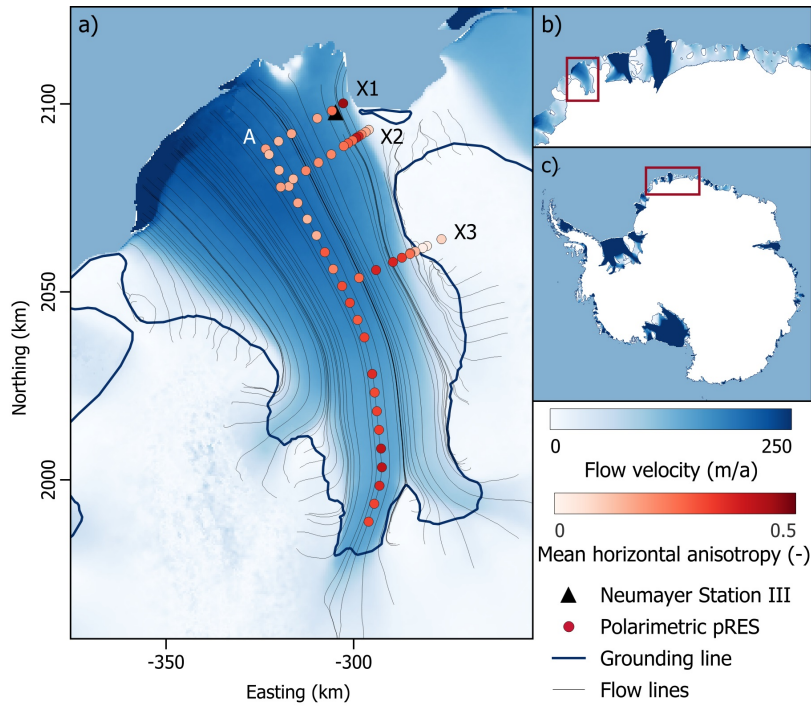 a)
b)
c)
X1
X2
X3
A
2100
2050
2000
Northing (km)
-350
-300
Easting (km)
0
250
Flow velocity (m/a)
0
0.5
Mean horizontal anisotropy (-)
Neumayer Station III
Polarimetric pRES
Grounding line
Flow lines